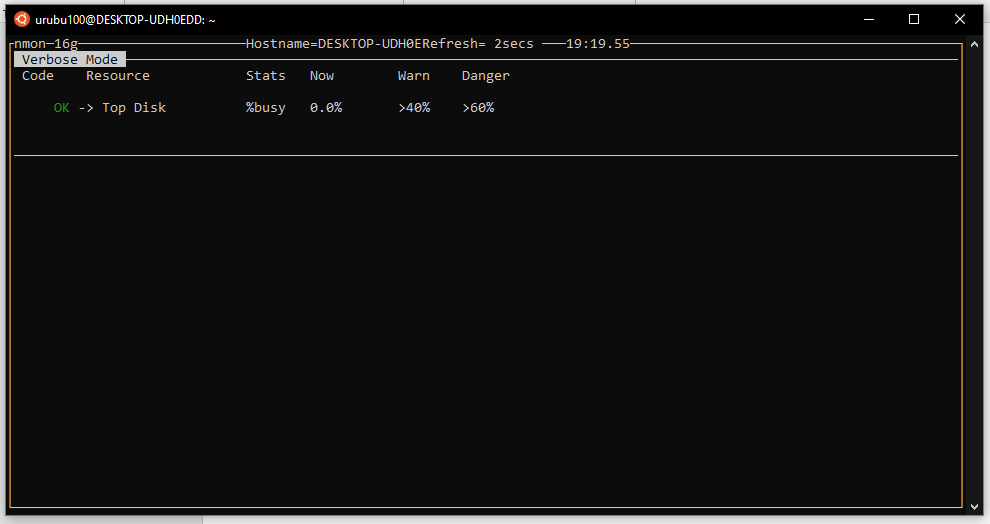 urubu100@DESKTOP-UDH0EDD: ~
nmon─16g─────────────────────Hostname=DESKTOP-UDH0ERefresh= 2secs ───19:19.55
Verbose Mode
Code Resource Stats Now Warn Danger
OK -> Top Disk %busy 0.0% >40% >60%